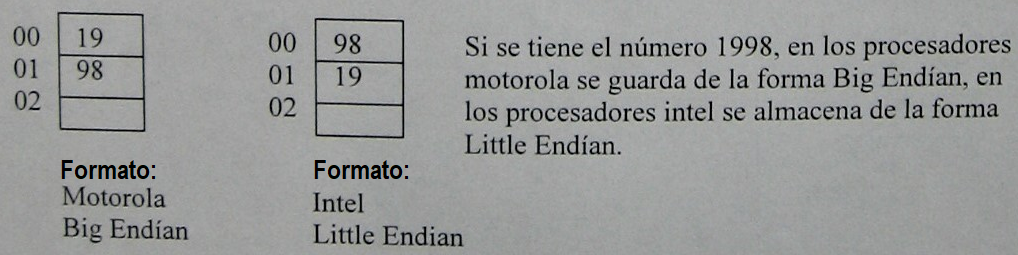 00 19
01 98
02
Formato:
Motorola
Big Endían
00 98
01 19
02
Formato:
Intel
Little Endian
Si se tiene el número 1998, en los procesadores
motorola se guarda de la forma Big Endían, en
los procesadores intel se almacena de la forma
Little Endían.